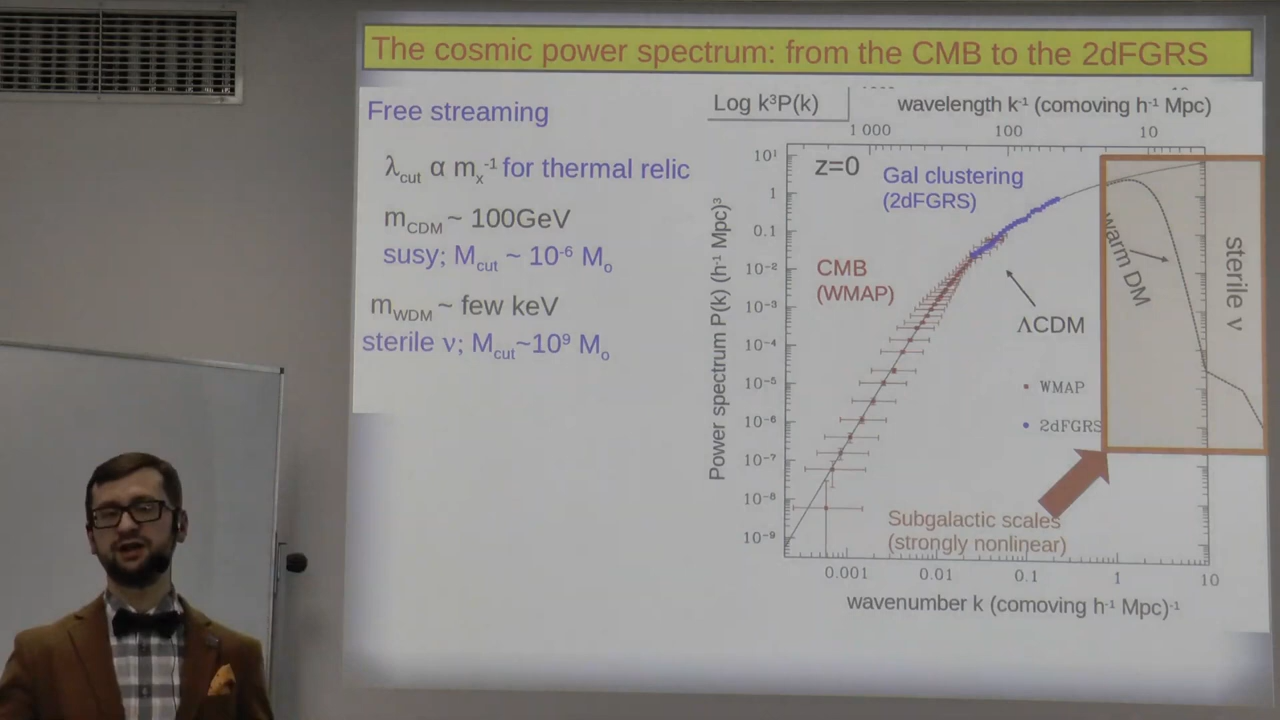 The cosmic power spectrum: from the CMB to the 2dFGRS
Free streaming
λcut α mx-1 for thermal relic
mCDM ~ 100GeV
susy; Mcut ~ 10-6 Mo
mWDM ~ few keV
sterile ν; Mcut~109 Mo
Log k3P(k)
wavelength k-1 (comoving h-1 Mpc)
1 000 100 10
z=0
Gal clustering
(2dFGRS)
CMB
(WMAP)
ΛCDM
warm DM
sterile ν
WMAP
2dFGRS
Subgalactic scales
(strongly nonlinear)
Power spectrum P(k) (h-1 Mpc)3
101
1
0.1
10-2
10-3
10-4
10-5
10-6
10-7
10-8
10-9
0.001 0.01 0.1 1 10
wavenumber k (comoving h-1 Mpc)-1